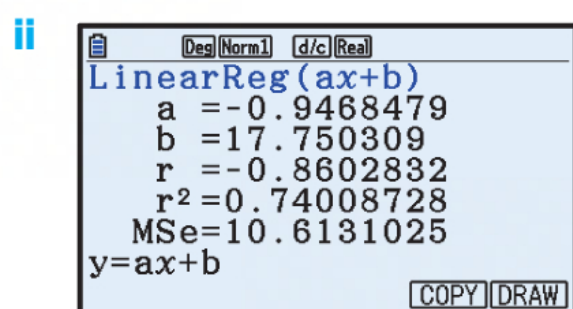 ii
Deg Norm1 d/c Real
LinearReg(ax+b)
a =-0.9468479
b =17.750309
r =-0.8602832
r²=0.74008728
MSe=10.6131025
y=ax+b
COPY DRAW